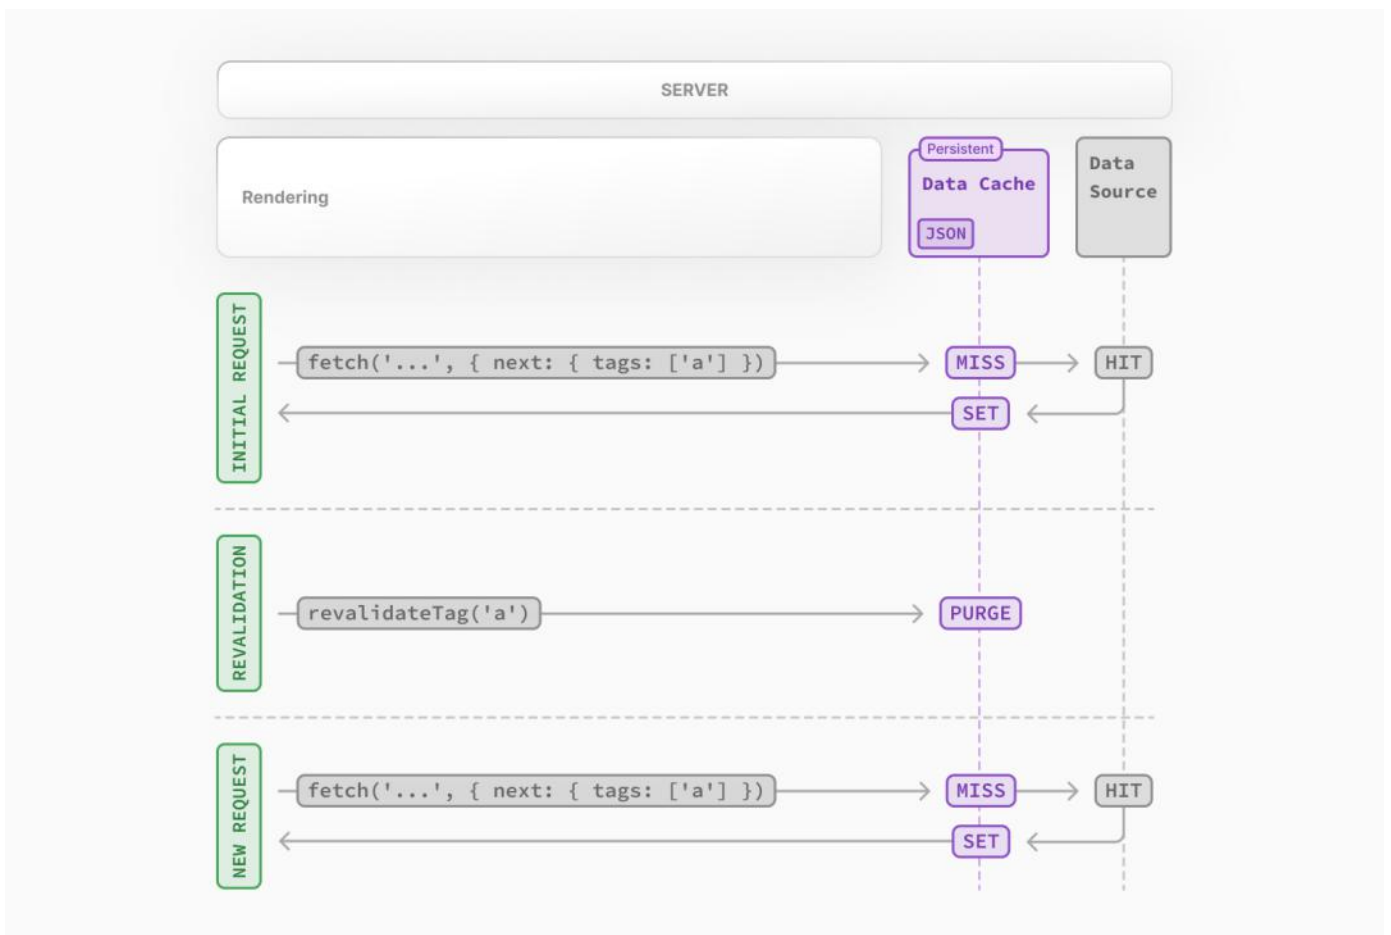 SERVER
Rendering
Persistent
Data Cache
JSON
Data
Source
INITIAL REQUEST
fetch('...', { next: { tags: ['a'] })
MISS
HIT
SET
REVALIDATION
revalidateTag('a')
PURGE
NEW REQUEST
fetch('...', { next: { tags: ['a'] })
MISS
HIT
SET